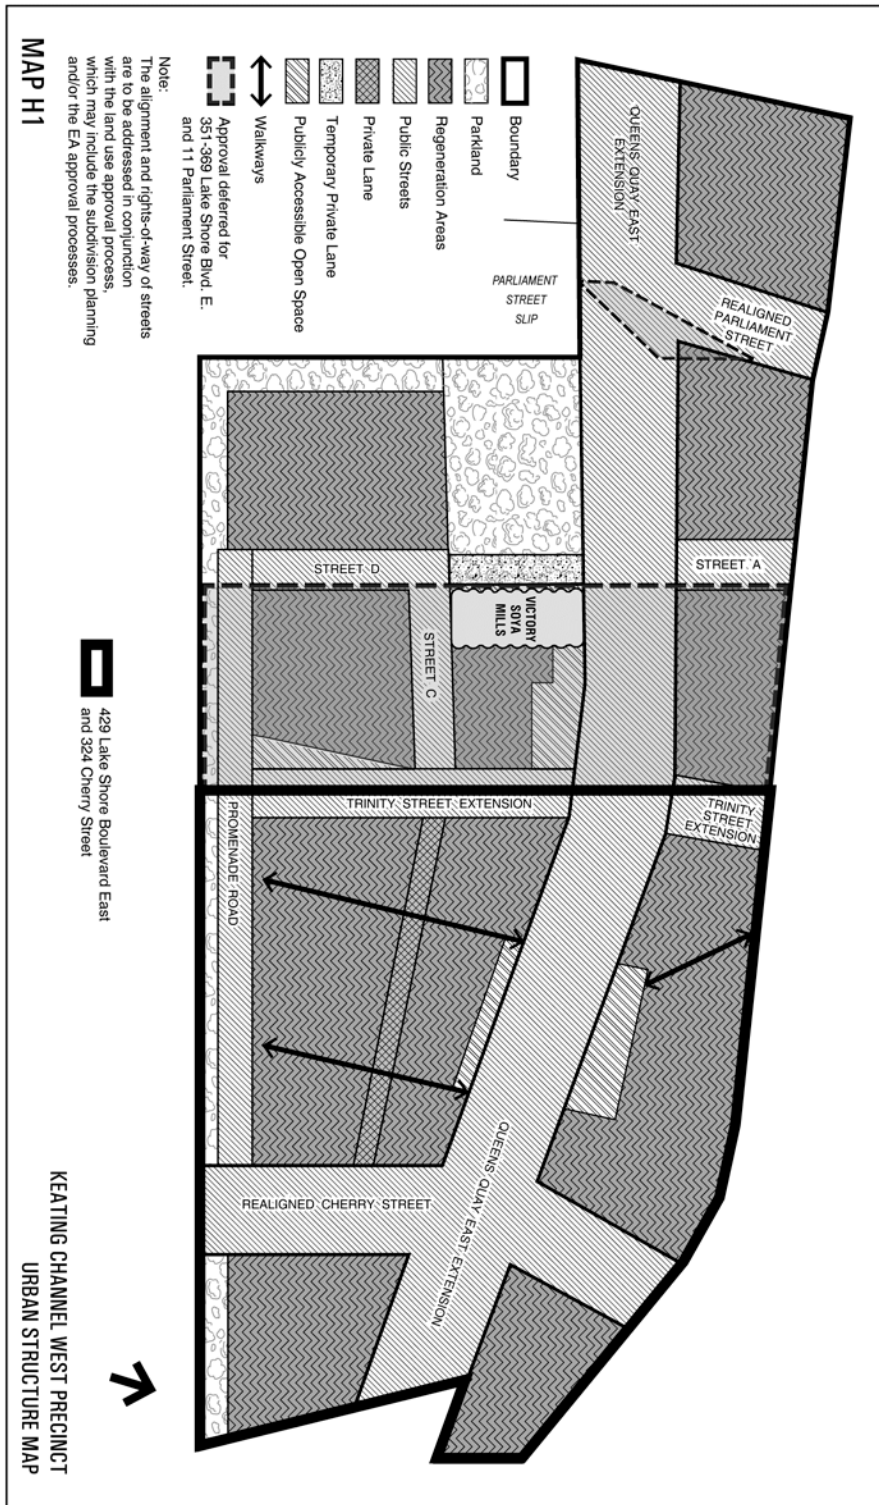 QUEENS QUAY EAST
EXTENSION
REALIGNED
PARLIAMENT
STREET
PARLIAMENT
STREET
SLIP
STREET A
STREET D
STREET C
VICTORY
SOYA
MILLS
TRINITY STREET EXTENSION
TRINITY
STREET
EXTENSION
PROMENADE ROAD
REALIGNED CHERRY STREET
QUEENS QUAY EAST EXTENSION
Boundary
Parkland
Regeneration Areas
Public Streets
Private Lane
Temporary Private Lane
Publicly Accessible Open Space
Walkways
Approval deferred for
351-369 Lake Shore Blvd. E.
and 11 Parliament Street.
Note:
The alignment and rights-of-way of streets
are to be addressed in conjunction
with the land use approval process,
which may include the subdivision planning
and/or the EA approval processes.
429 Lake Shore Boulevard East
and 324 Cherry Street
MAP H1
KEATING CHANNEL WEST PRECINCT
URBAN STRUCTURE MAP